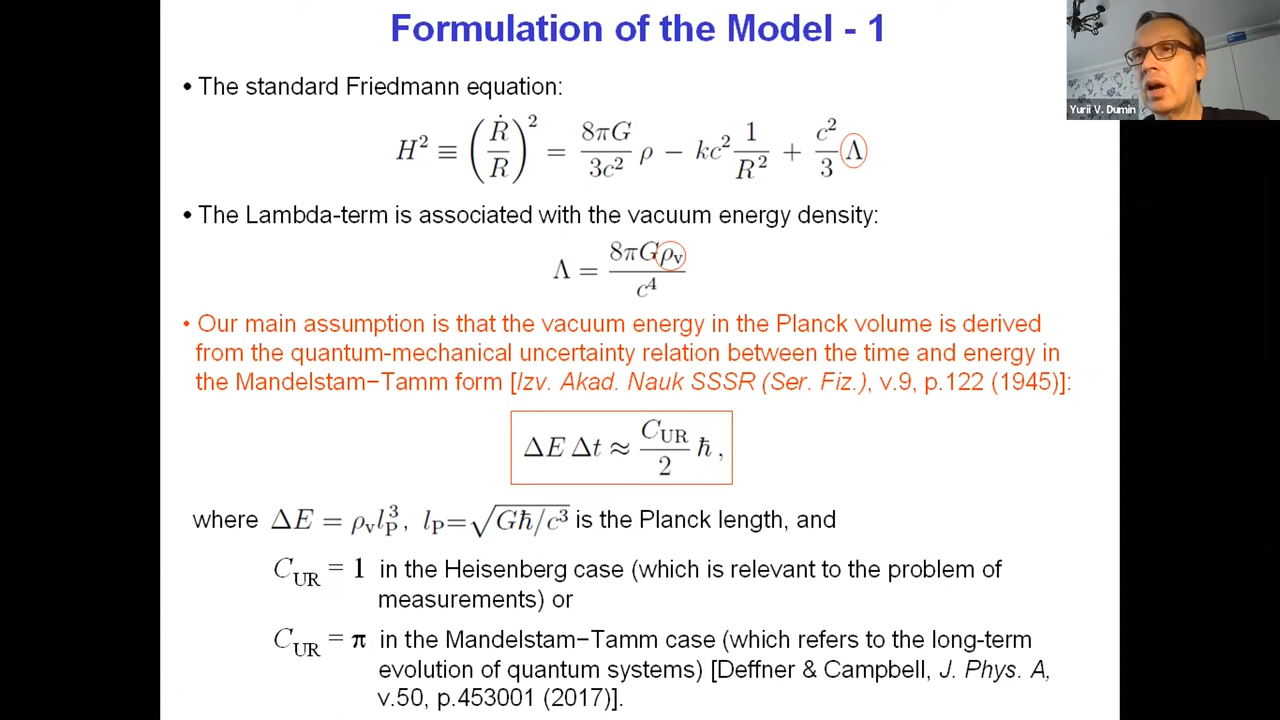 Formulation of the Model - 1
Yurii V. Dumin
• The standard Friedmann equation:
H² ≡ (Ṙ/R)² = 8πG/3c² ρ − kc² 1/R² + c²/3 Λ
• The Lambda-term is associated with the vacuum energy density:
Λ = 8πGρᵥ/c⁴
• Our main assumption is that the vacuum energy in the Planck volume is derived
from the quantum-mechanical uncertainty relation between the time and energy in
the Mandelstam−Tamm form [Izv. Akad. Nauk SSSR (Ser. Fiz.), v.9, p.122 (1945)]:
ΔE Δt ≈ C_UR/2 ħ ,
where ΔE = ρᵥl_P³, l_P=√Għ/c³ is the Planck length, and
C_UR = 1 in the Heisenberg case (which is relevant to the problem of
measurements) or
C_UR = π in the Mandelstam−Tamm case (which refers to the long-term
evolution of quantum systems) [Deffner & Campbell, J. Phys. A,
v.50, p.453001 (2017)].